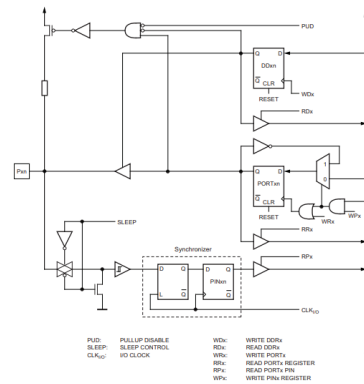 PUD
Q D
DDxn
Q CLR
RESET
WDx
RDx
1
Q D
Pxn
PORTxn
0
Q CLR
RESET
WRx
WPx
SLEEP
RRx
Synchronizer
RPx
D Q D Q
PINxn
L Q Q
CLK I/O
PUD: PULLUP DISABLE
SLEEP: SLEEP CONTROL
CLK I/O: I/O CLOCK
WDx: WRITE DDRx
RDx: READ DDRx
WRx: WRITE PORTx
RRx: READ PORTx REGISTER
RPx: READ PORTx PIN
WPx: WRITE PINx REGISTER